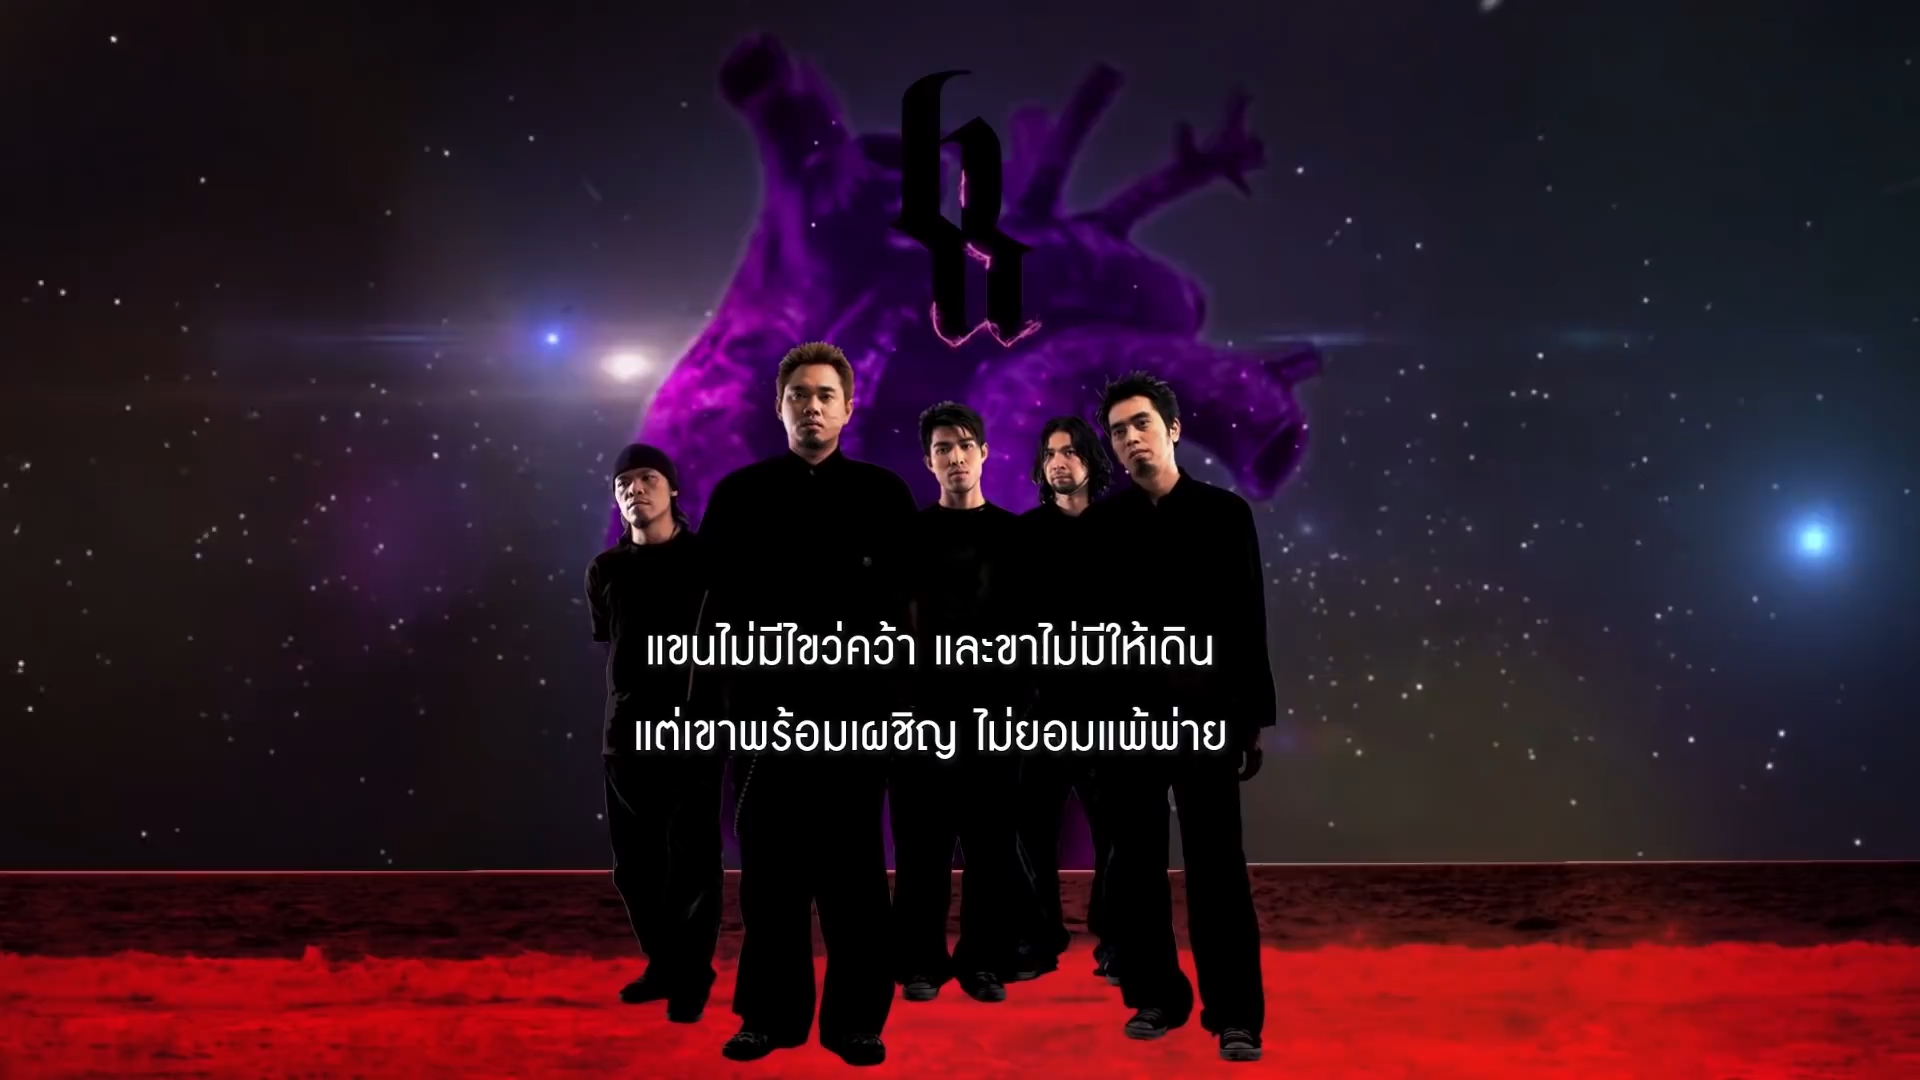 แขนไม่มีไขว่คว้า และขาไม่มีให้เดิน
แต่เขาพร้อมเผชิญ ไม่ยอมแพ้พ่าย